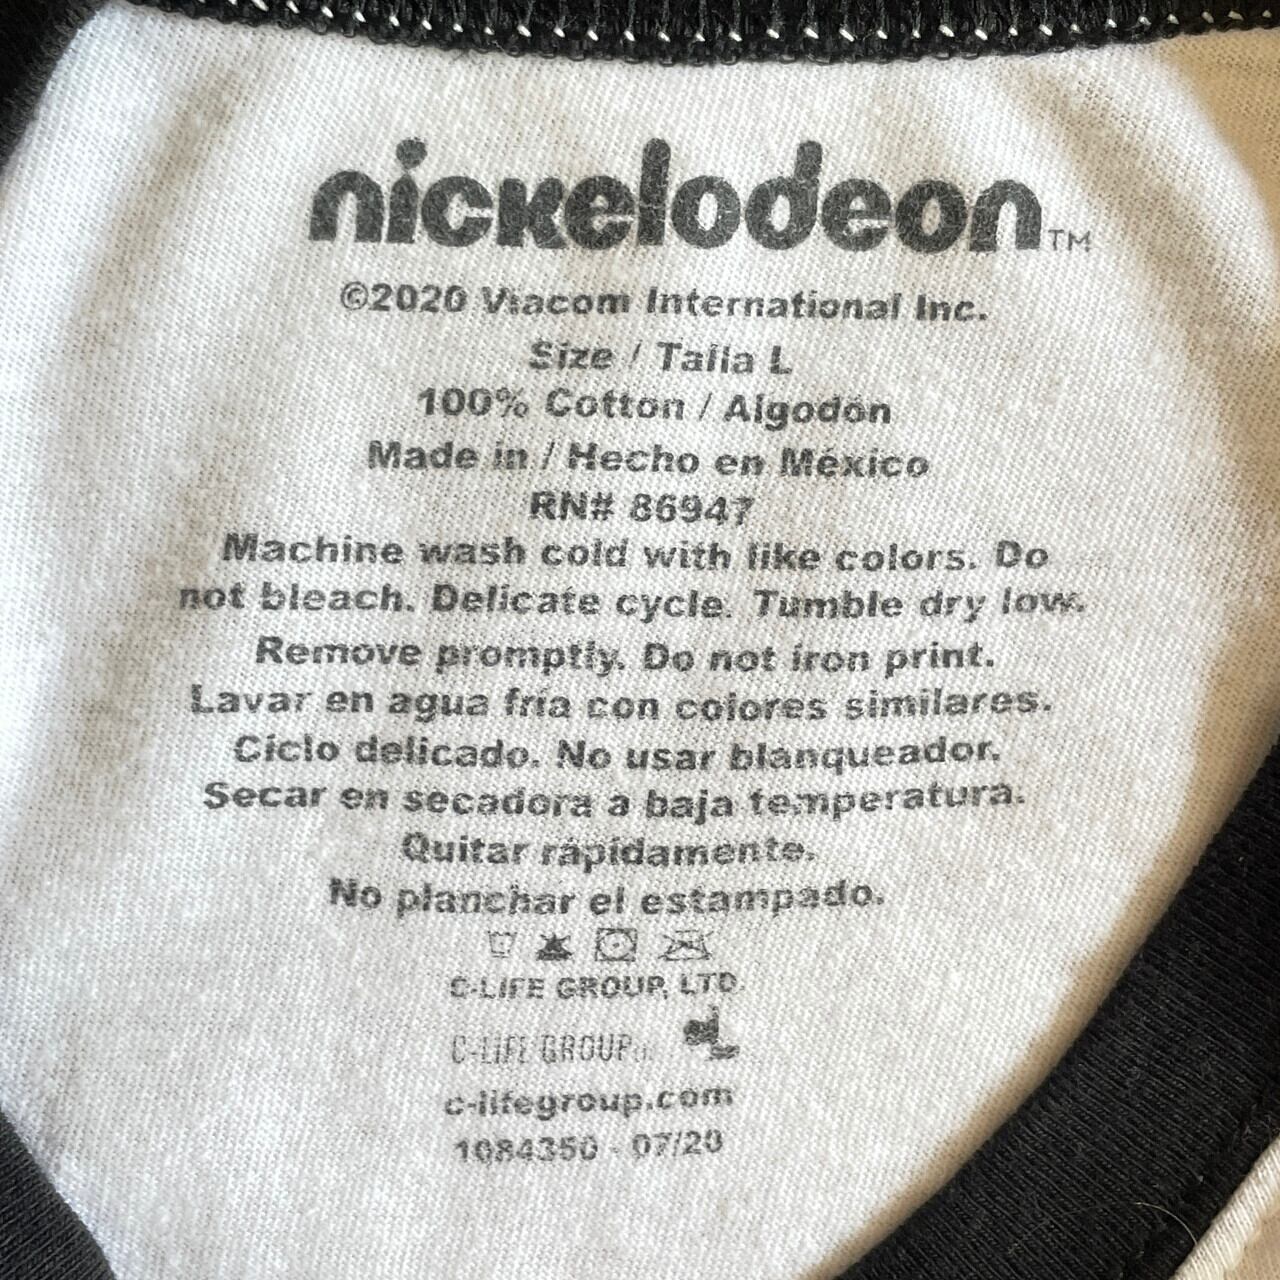 nickelodeon™
©2020 Viacom International Inc.
Size / Talla L
100% Cotton / Algodón
Made in / Hecho en México
RN# 86947
Machine wash cold with like colors. Do
not bleach. Delicate cycle. Tumble dry low.
Remove promptly. Do not iron print.
Lavar en agua fría con colores similares.
Ciclo delicado. No usar blanqueador.
Secar en secadora a baja temperatura.
Quitar rápidamente.
No planchar el estampado.
C-LIFE GROUP, LTD.
C-LIFE GROUP
c-lifegroup.com
1084350 - 07/20